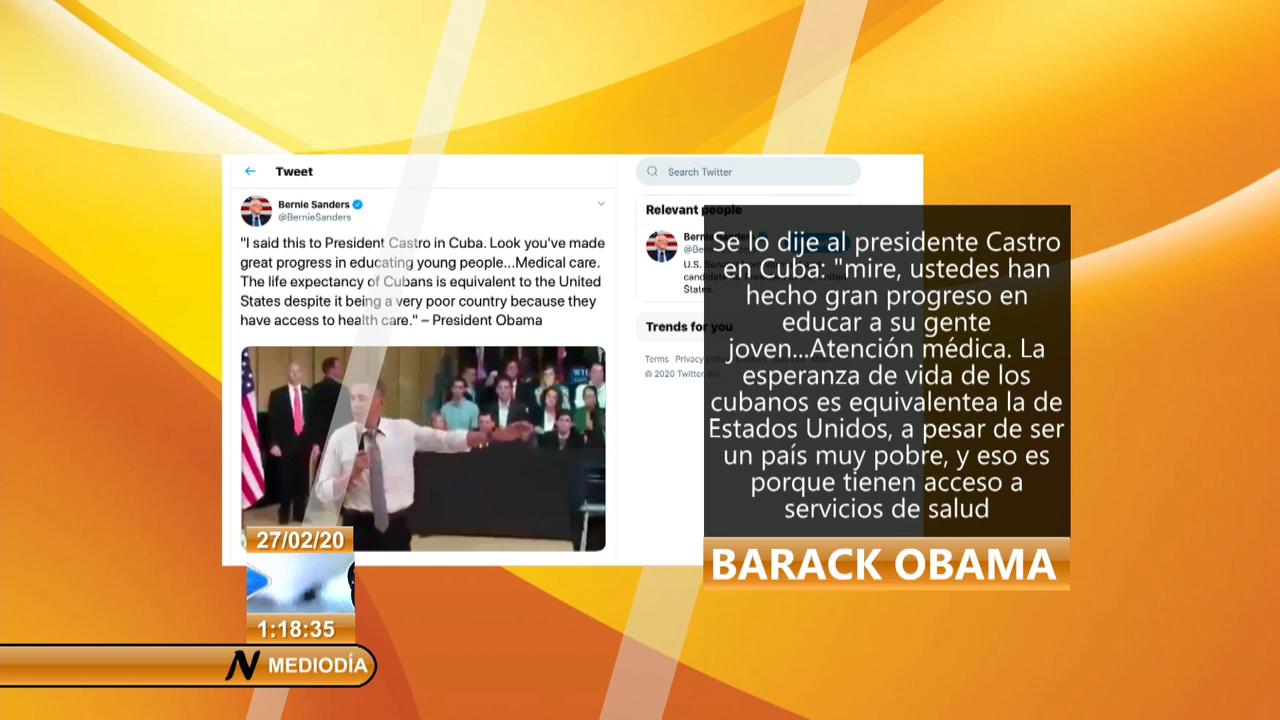 Tweet
Bernie Sanders
@BernieSanders
"I said this to President Castro in Cuba. Look you've made
great progress in educating young people...Medical care.
The life expectancy of Cubans is equivalent to the United
States despite it being a very poor country because they
have access to health care." – President Obama
Search Twitter
Relevant people
U.S. 
States.
Trends for you
Terms Privacy
© 2020 Twitter
Se lo dije al presidente Castro
en Cuba: "mire, ustedes han
hecho gran progreso en
educar a su gente
joven...Atención médica. La
esperanza de vida de los
cubanos es equivalentea la de
Estados Unidos, a pesar de ser
un país muy pobre, y eso es
porque tienen acceso a
servicios de salud
BARACK OBAMA
27/02/20
1:18:35
N MEDIODÍA